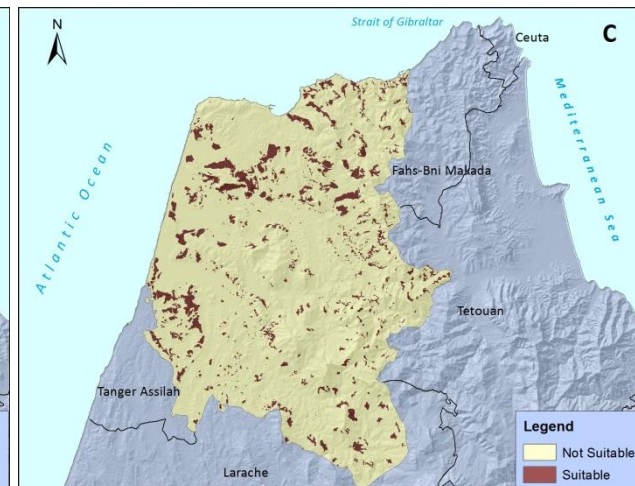 N
Strait of Gibraltar
Ceuta
C
Mediterranean Sea
Fahs-Bni Makada
Atlantic Ocean
Tetouan
Tanger Assilah
Larache
Legend
Not Suitable
Suitable